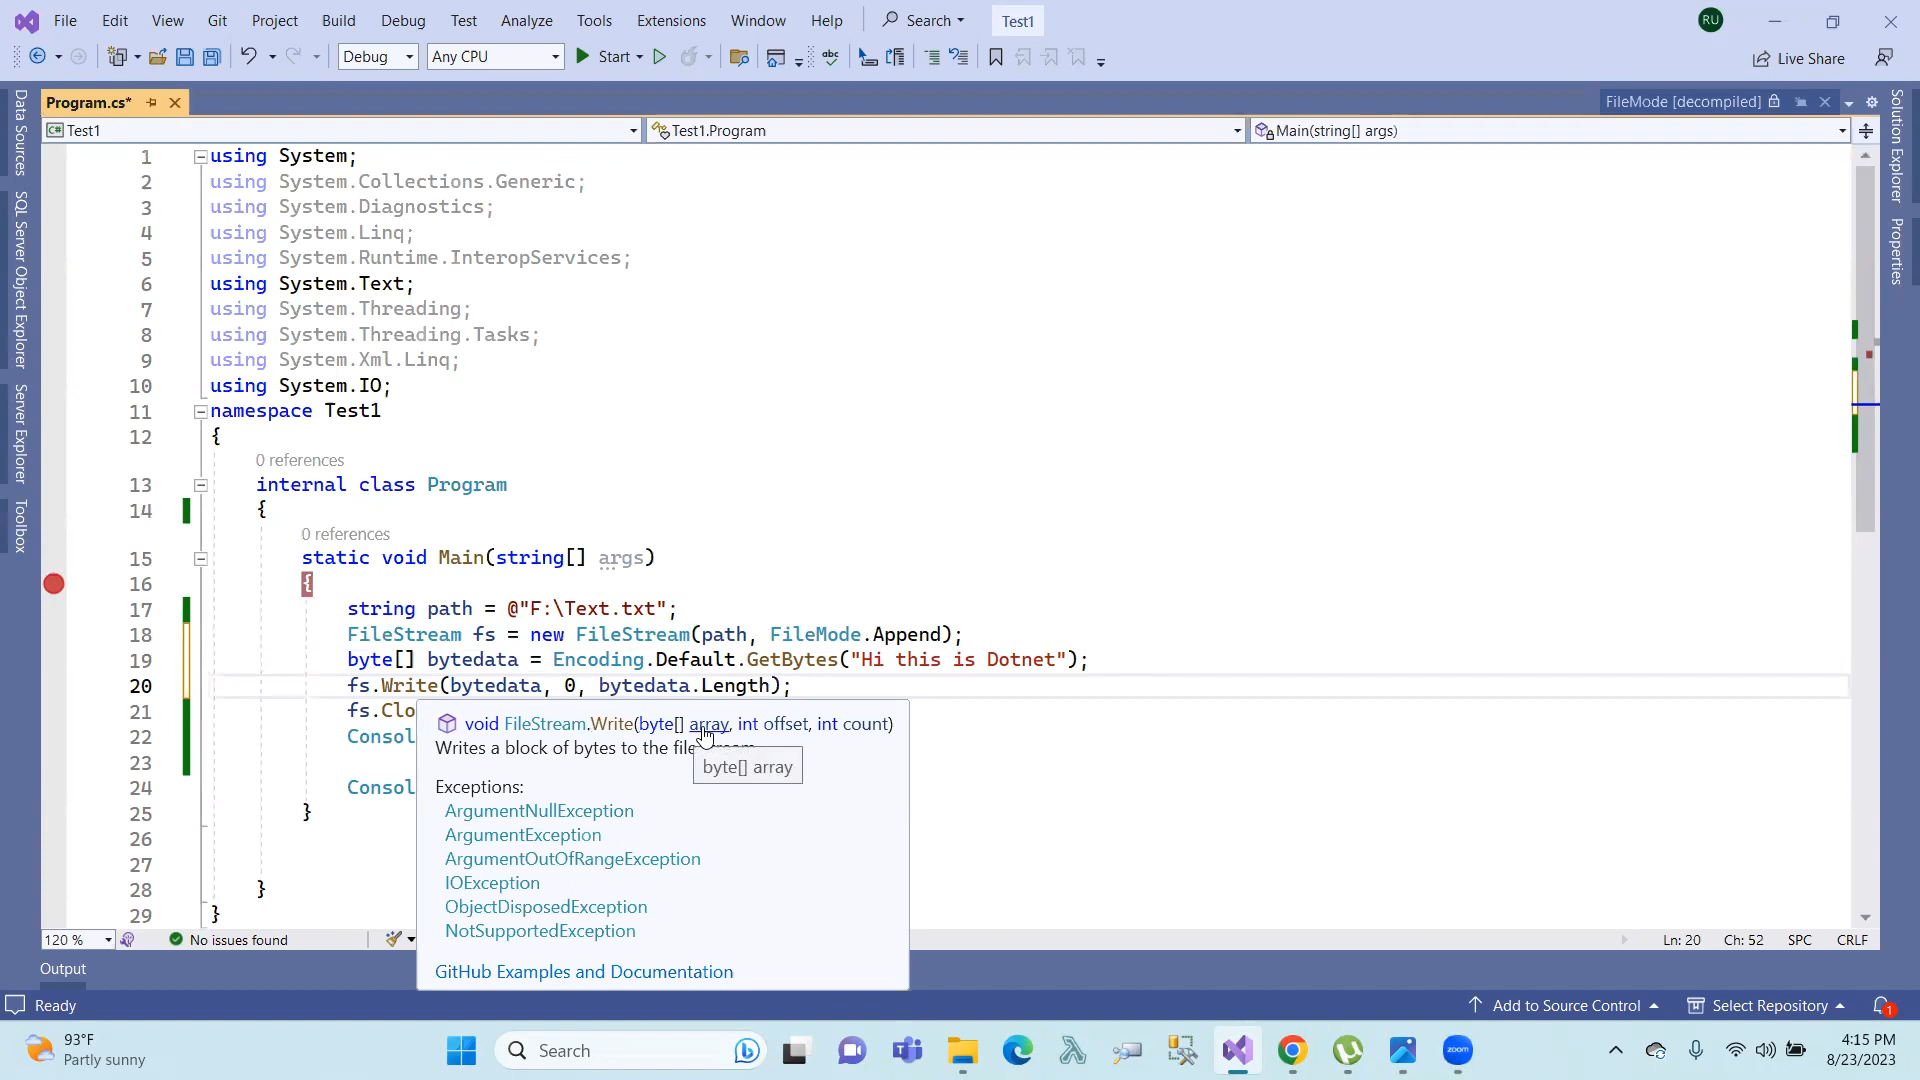 File Edit View Git Project Build Debug Test Analyze Tools Extensions Window Help Search Test1 RU
Debug Any CPU Start abc Live Share
Program.cs* FileMode [decompiled]
C# Test1 Test1.Program Main(string[] args)
Data Sources
SQL Server Object Explorer
Server Explorer
Toolbox
Solution Explorer
Properties
1 using System;
2 using System.Collections.Generic;
3 using System.Diagnostics;
4 using System.Linq;
5 using System.Runtime.InteropServices;
6 using System.Text;
7 using System.Threading;
8 using System.Threading.Tasks;
9 using System.Xml.Linq;
10 using System.IO;
11 namespace Test1
12 {
0 references
13 internal class Program
14 {
0 references
15 static void Main(string[] args)
16 {
17 string path = @"F:\Text.txt";
18 FileStream fs = new FileStream(path, FileMode.Append);
19 byte[] bytedata = Encoding.Default.GetBytes("Hi this is Dotnet");
20 fs.Write(bytedata, 0, bytedata.Length);
21 fs.Clo
22 Consol
23
24 Consol
25 }
26
27
28 }
29 }
void FileStream.Write(byte[] array, int offset, int count)
Writes a block of bytes to the file
byte[] array
Exceptions:
ArgumentNullException
ArgumentException
ArgumentOutOfRangeException
IOException
ObjectDisposedException
NotSupportedException
GitHub Examples and Documentation
120 % No issues found Ln: 20 Ch: 52 SPC CRLF
Output
Ready Add to Source Control Select Repository 1
93°F
Partly sunny
Search zoom
4:15 PM
8/23/2023